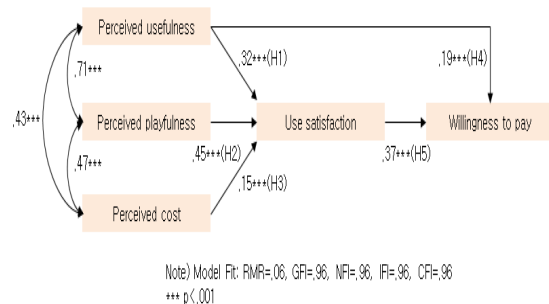 Perceived usefulness
.32***(H1)
.19***(H4)
.71***
.43***
Perceived playfulness
Use satisfaction
Willingness to pay
.45***(H2)
.37***(H5)
.47***
.15***(H3)
Perceived cost
Note) Model Fit: RMR=.06, GFI=.96, NFI=.96, IFI=.96, CFI=.96
*** p<.001